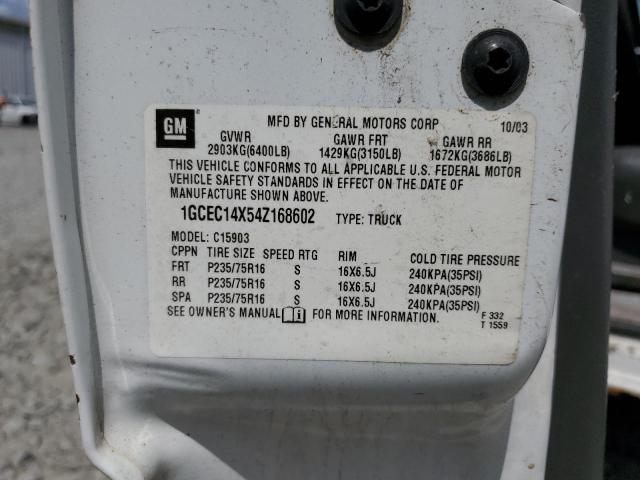 GM ®
MFD BY GENERAL MOTORS CORP 10/03
GVWR GAWR FRT GAWR RR
2903KG(6400LB) 1429KG(3150LB) 1672KG(3686LB)
THIS VEHICLE CONFORMS TO ALL APPLICABLE U.S. FEDERAL MOTOR
VEHICLE SAFETY STANDARDS IN EFFECT ON THE DATE OF
MANUFACTURE SHOWN ABOVE.
1GCEC14X54Z168602 TYPE: TRUCK
MODEL: C15903
CPPN TIRE SIZE SPEED RTG RIM COLD TIRE PRESSURE
FRT P235/75R16 S 16X6.5J 240KPA(35PSI)
RR P235/75R16 S 16X6.5J 240KPA(35PSI)
SPA P235/75R16 S 16X6.5J 240KPA(35PSI)
SEE OWNER'S MANUAL i FOR MORE INFORMATION. F 332
T 1559